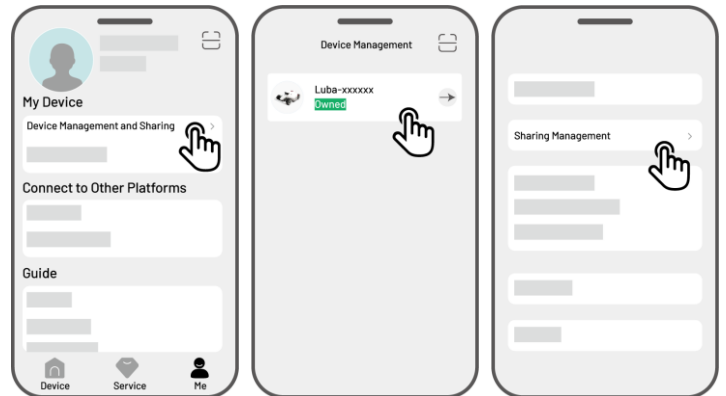 My Device
Device Management and Sharing
Connect to Other Platforms
Guide
Device
Service
Me
Device Management
Luba-xxxxxx
Owned
Sharing Management